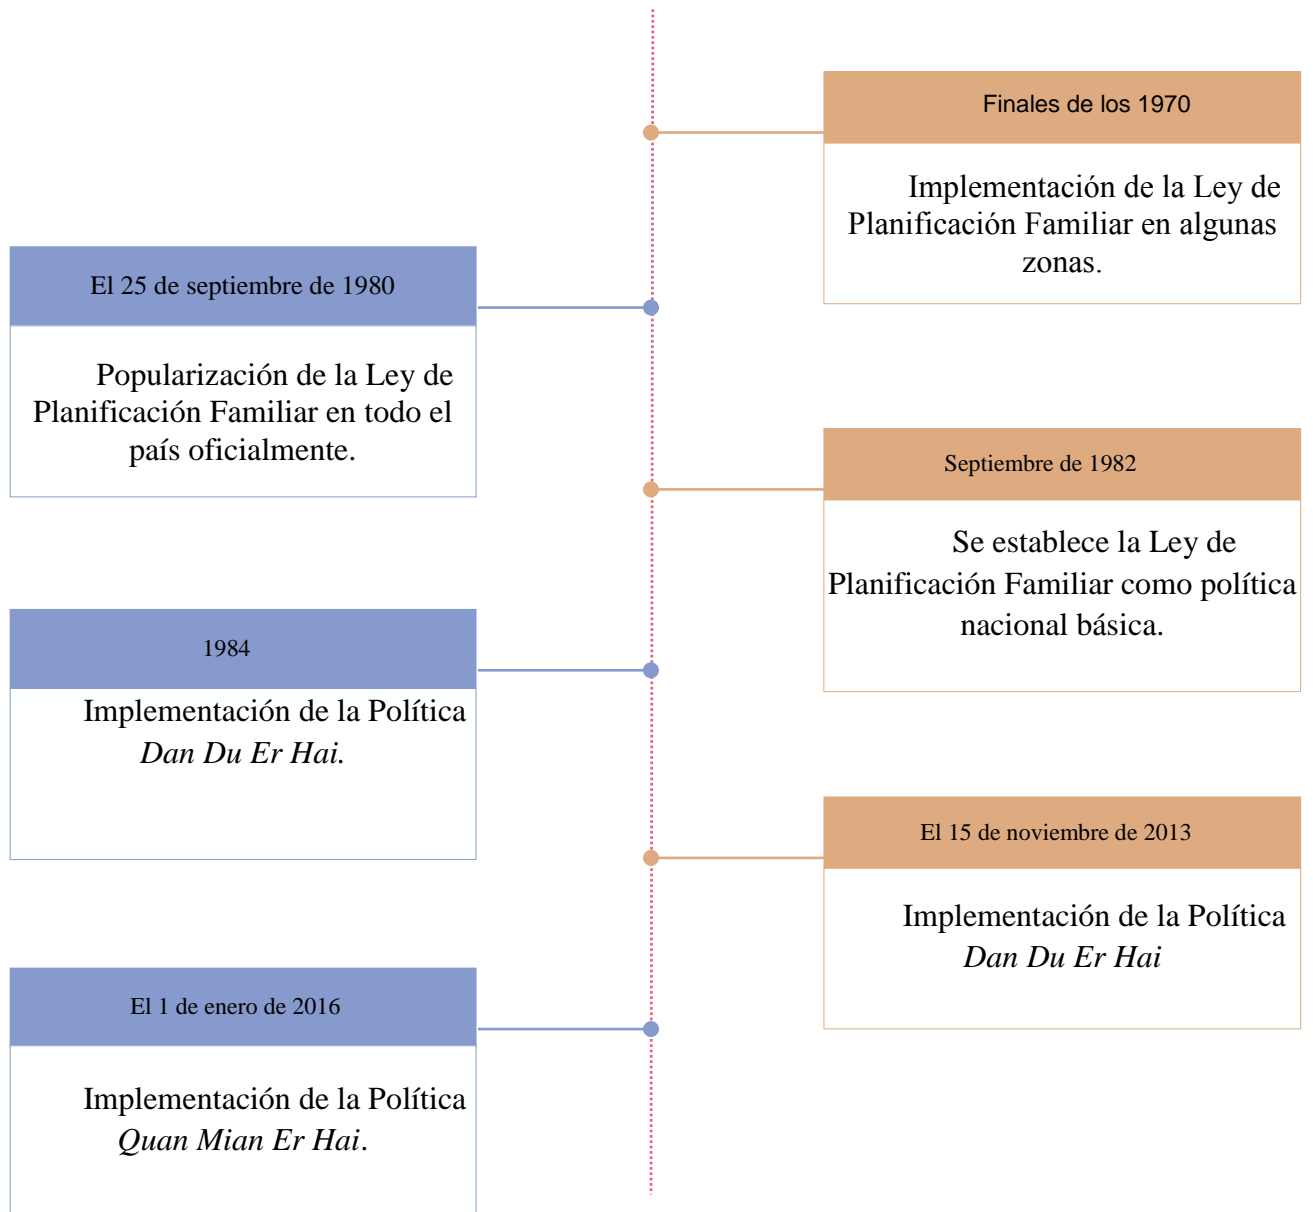 Finales de los 1970
Implementación de la Ley de
Planificación Familiar en algunas
zonas.
El 25 de septiembre de 1980
Popularización de la Ley de
Planificación Familiar en todo el
país oficialmente.
Septiembre de 1982
Se establece la Ley de
Planificación Familiar como política
nacional básica.
1984
Implementación de la Política
Dan Du Er Hai.
El 15 de noviembre de 2013
Implementación de la Política
Dan Du Er Hai
El 1 de enero de 2016
Implementación de la Política
Quan Mian Er Hai.